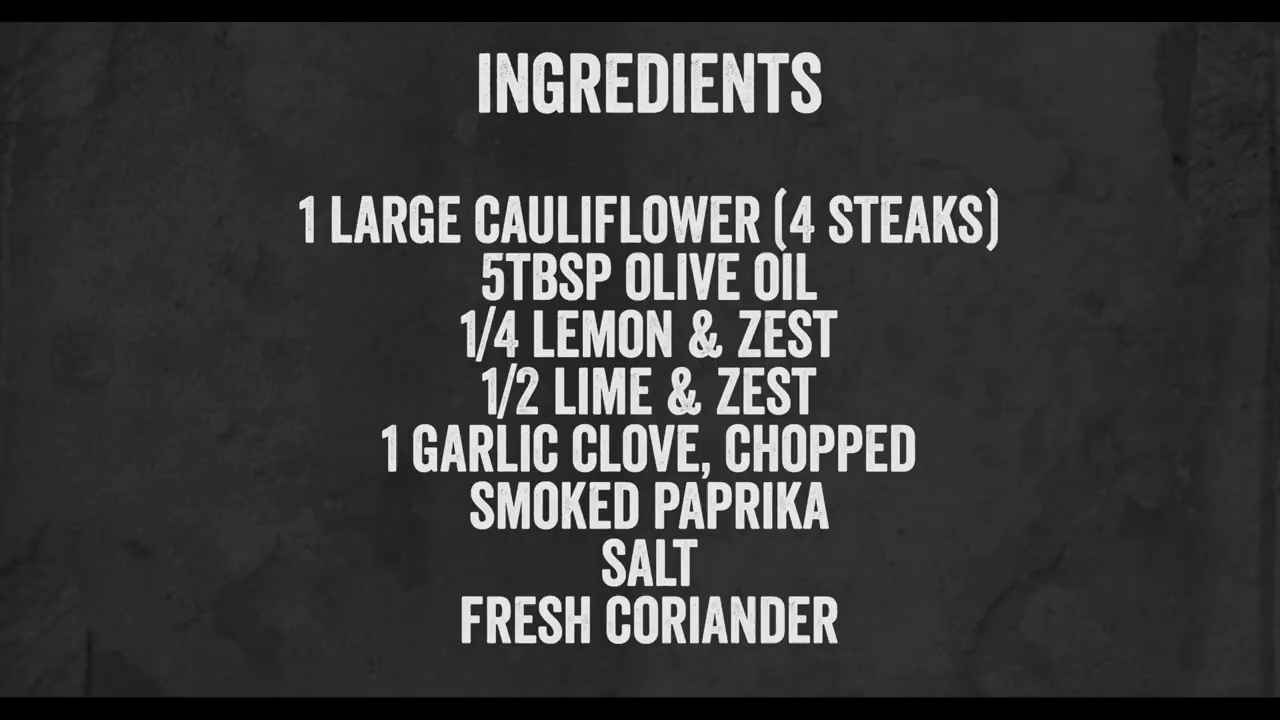 INGREDIENTS
1 LARGE CAULIFLOWER (4 STEAKS)
5TBSP OLIVE OIL
1/4 LEMON & ZEST
1/2 LIME & ZEST
1 GARLIC CLOVE, CHOPPED
SMOKED PAPRIKA
SALT
FRESH CORIANDER